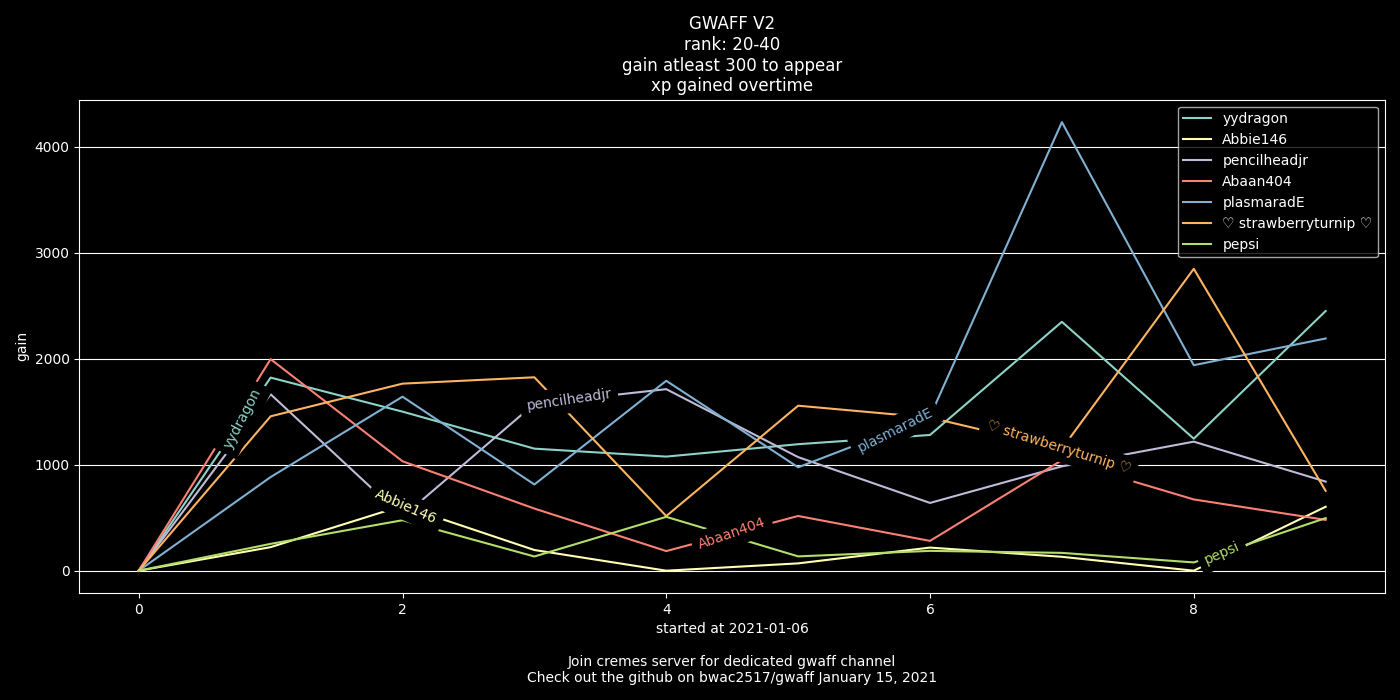 GWAFF V2
rank: 20-40
gain atleast 300 to appear
xp gained overtime
yydragon
Abbie146
pencilheadjr
Abaan404
plasmaradE
♡ strawberryturnip ♡
pepsi
4000
3000
2000
1000
0
gain
yydragon
Abbie146
pencilheadjr
Abaan404
plasmaradE
♡ strawberryturnip ♡
pepsi
0
2
4
6
8
started at 2021-01-06
Join cremes server for dedicated gwaff channel
Check out the github on bwac2517/gwaff January 15, 2021